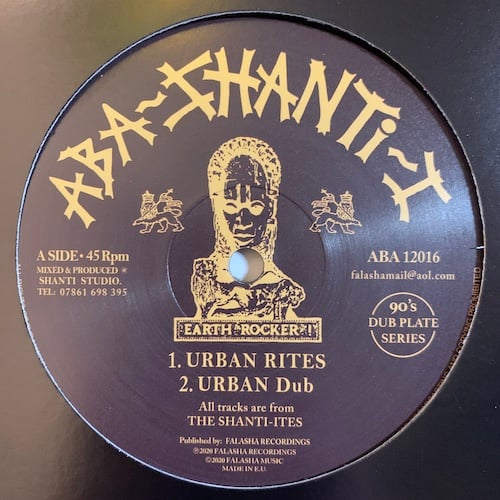 ABA-SHANTi-I
A SIDE • 45 Rpm
MIXED & PRODUCED ✳
SHANTI STUDIO.
TEL: 07861 698 395
ABA 12016
falashamail@aol.com
90's
DUB PLATE
SERIES
EARTH ROCKER !
1. URBAN RITES
2. URBAN Dub
All tracks are from
THE SHANTI-ITES
Published by: FALASHA RECORDINGS
℗2020 FALASHA RECORDINGS
©2020 FALASHA MUSIC
MADE IN E.U.